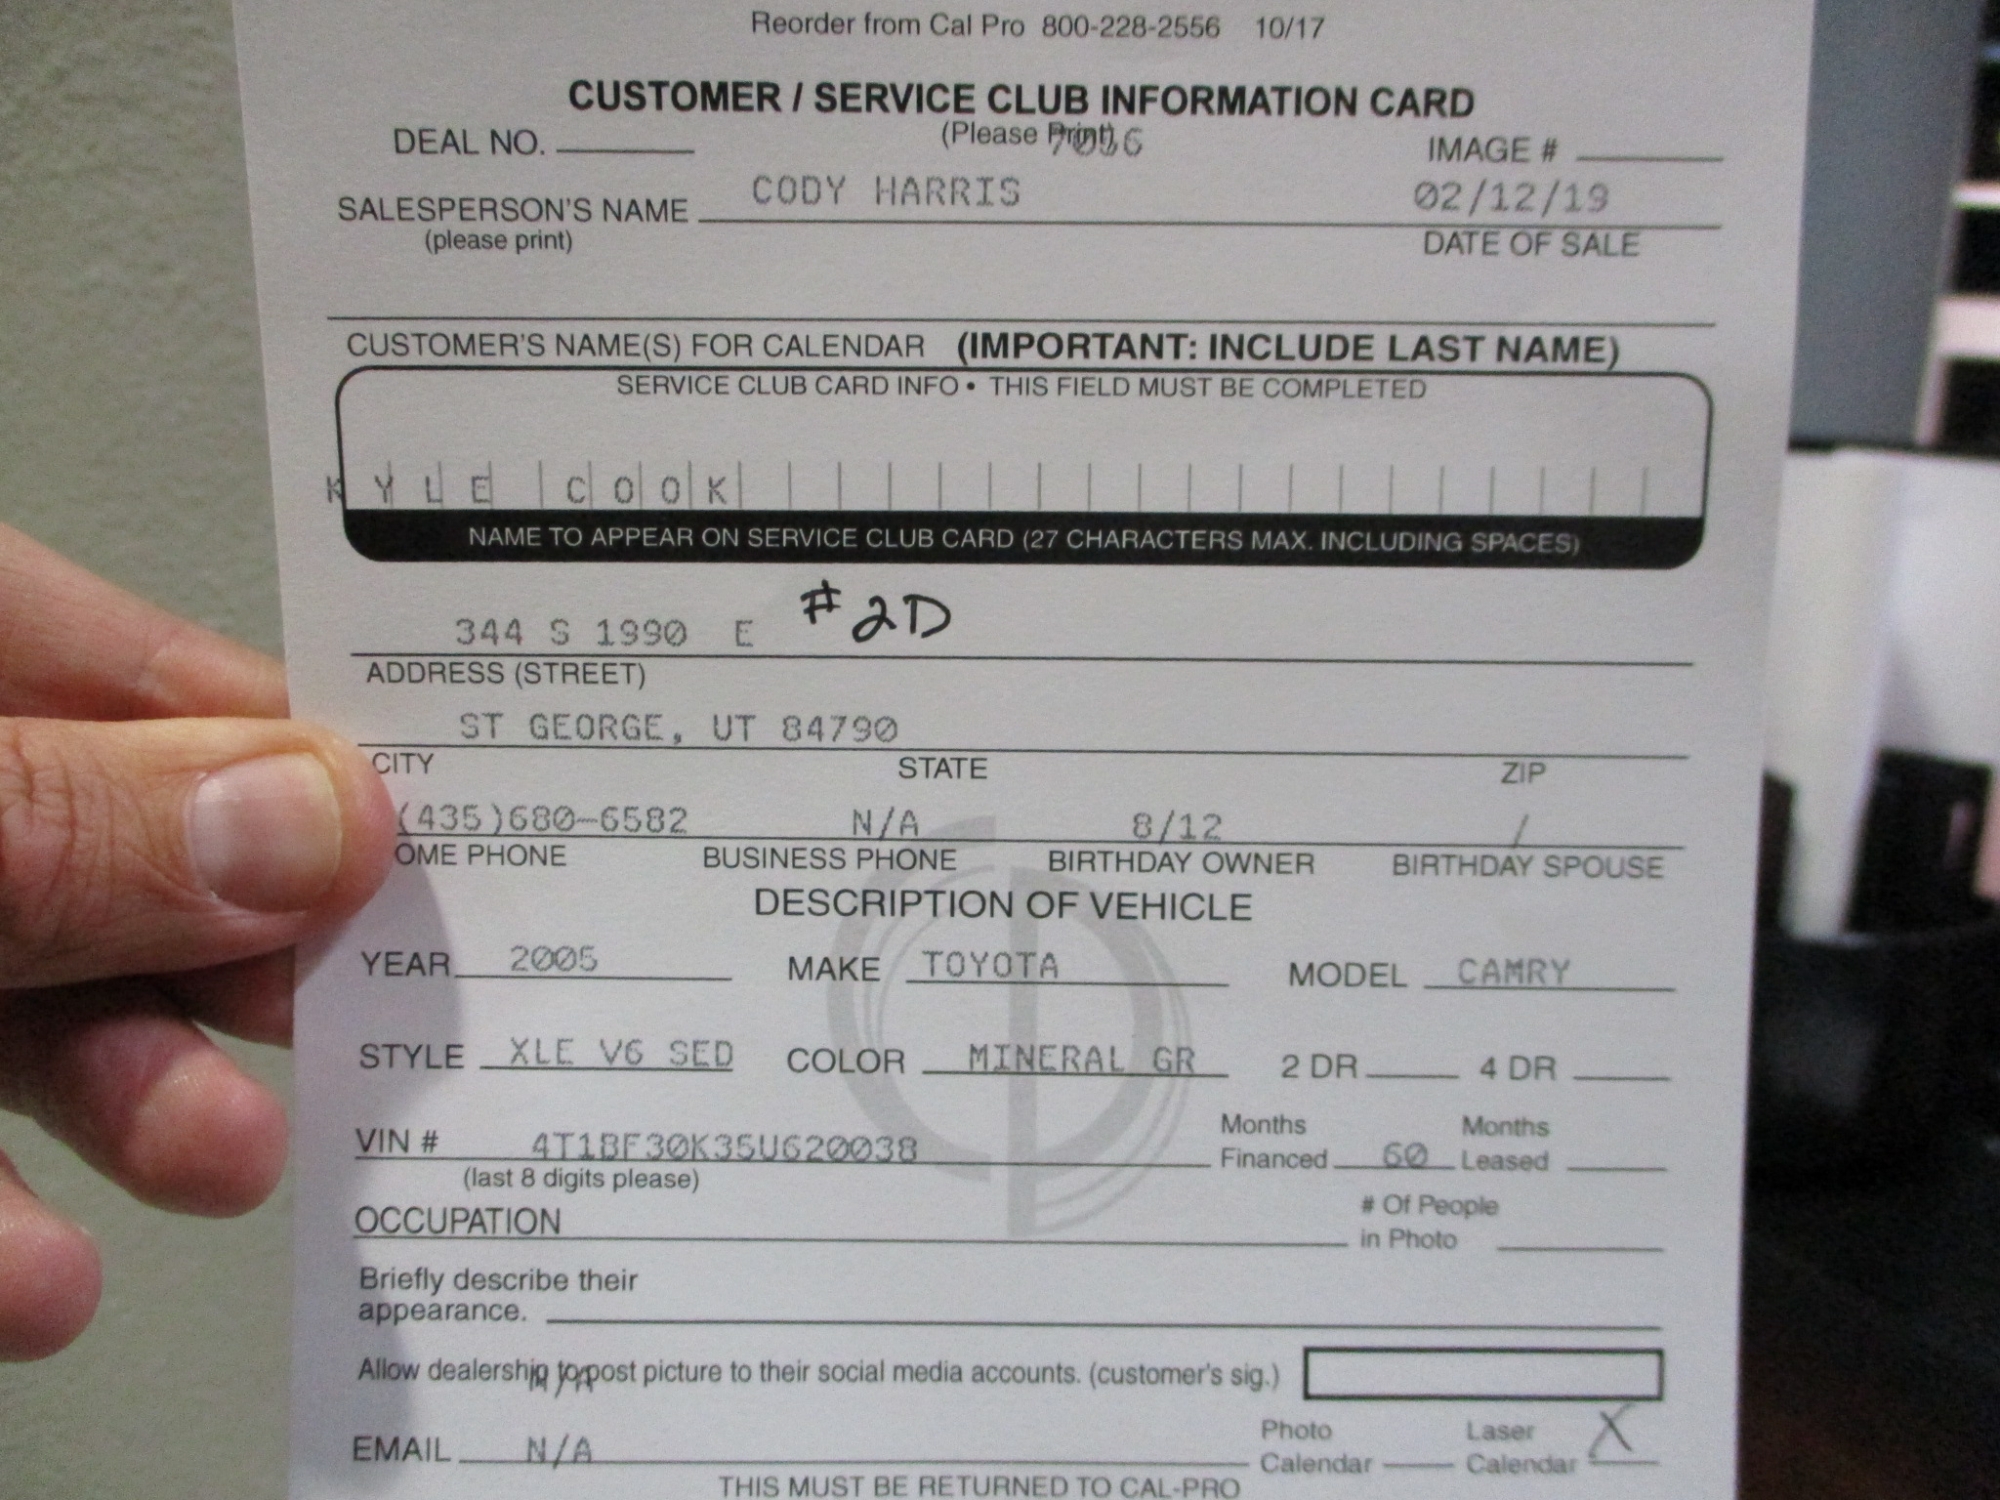 Reorder from Cal Pro 800-228-2556 10/17
CUSTOMER / SERVICE CLUB INFORMATION CARD
(Please Print)
DEAL NO. IMAGE #
SALESPERSON'S NAME CODY HARRIS 02/12/19
(please print) DATE OF SALE
CUSTOMER'S NAME(S) FOR CALENDAR (IMPORTANT: INCLUDE LAST NAME)
SERVICE CLUB CARD INFO • THIS FIELD MUST BE COMPLETED
KYLE COOK
NAME TO APPEAR ON SERVICE CLUB CARD (27 CHARACTERS MAX. INCLUDING SPACES)
344 S 1990 E #2D
ADDRESS (STREET)
ST GEORGE, UT 84790
CITY STATE ZIP
(435)680-6582 N/A 8/12 /
OME PHONE BUSINESS PHONE BIRTHDAY OWNER BIRTHDAY SPOUSE
DESCRIPTION OF VEHICLE
YEAR 2005 MAKE TOYOTA MODEL CAMRY
STYLE XLE V6 SED COLOR MINERAL GR 2 DR 4 DR
VIN # 4T1BF30K35U620038 Months Financed 60 Months Leased
(last 8 digits please)
OCCUPATION # Of People in Photo
Briefly describe their
appearance.
Allow dealership to post picture to their social media accounts. (customer's sig.)
EMAIL N/A Photo Calendar Laser Calendar X
THIS MUST BE RETURNED TO CAL-PRO